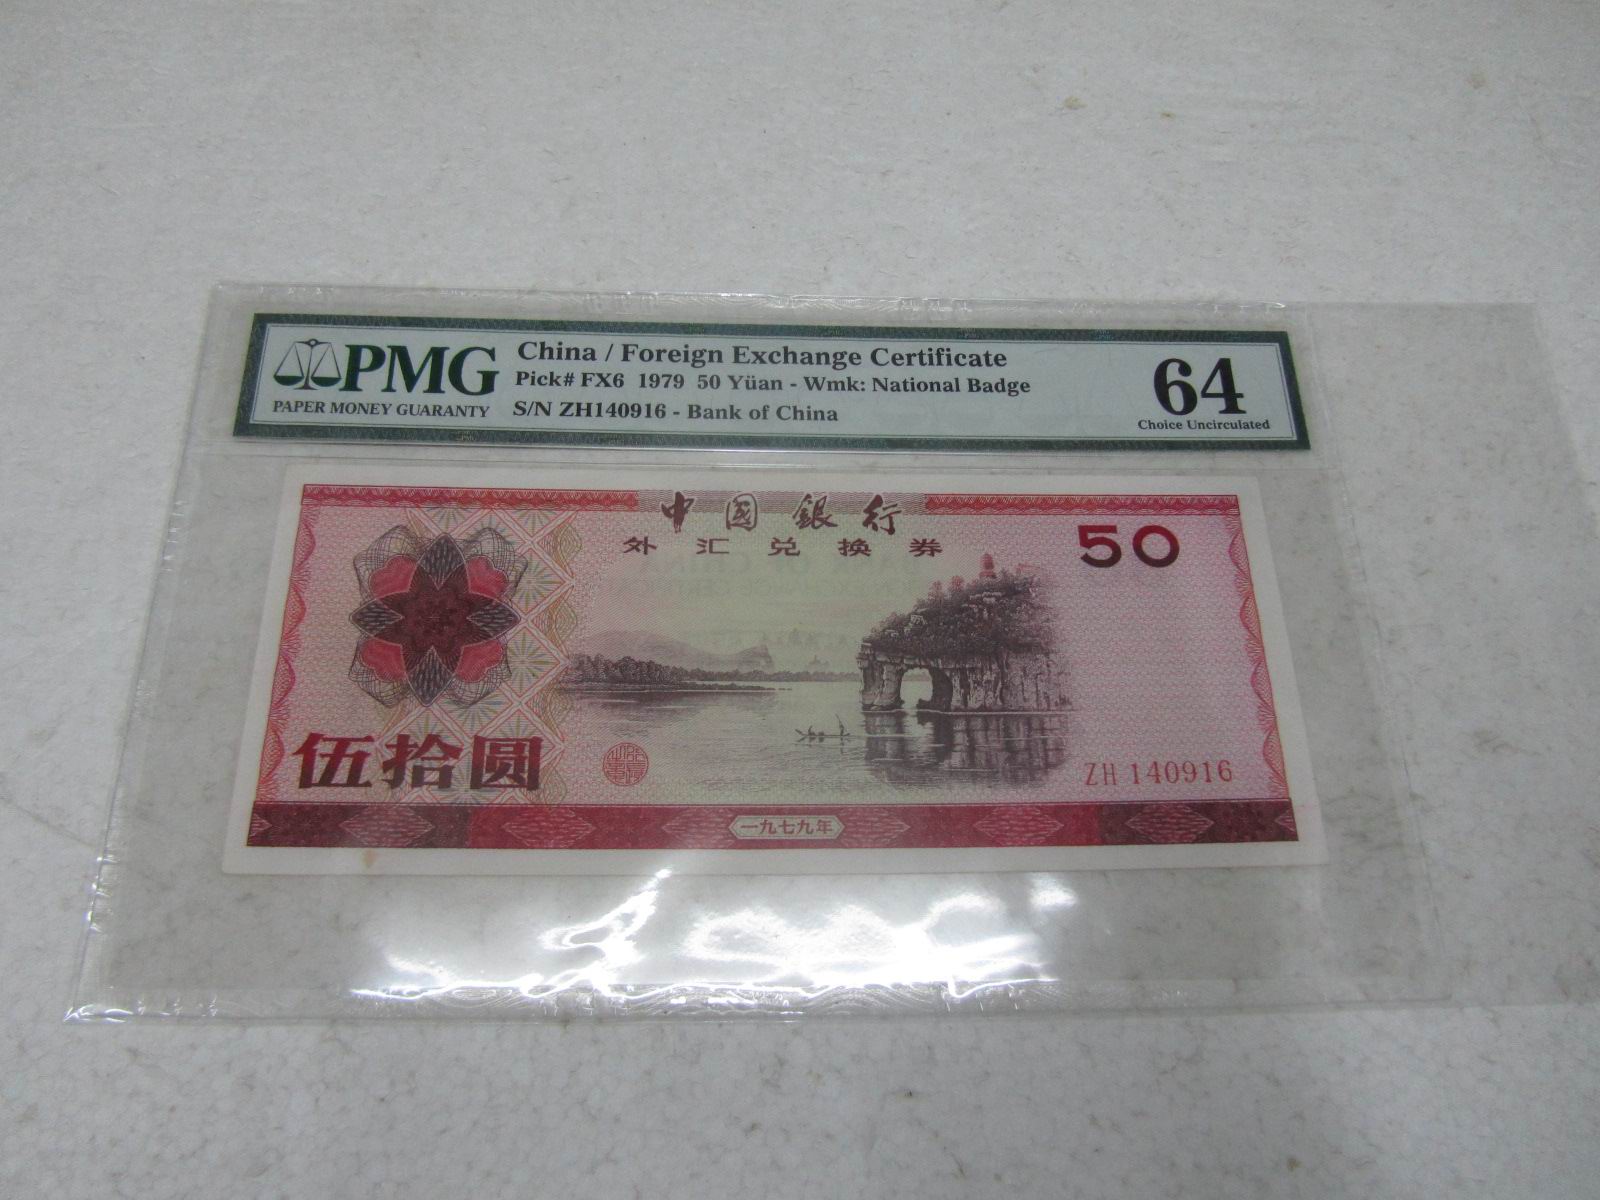 PMG
PAPER MONEY GUARANTY
China / Foreign Exchange Certificate
Pick# FX6 1979 50 Yüan - Wmk: National Badge
S/N ZH140916 - Bank of China
64
Choice Uncirculated
中国銀行
外汇兑换券
50
伍拾圆
ZH 140916
一九七九年